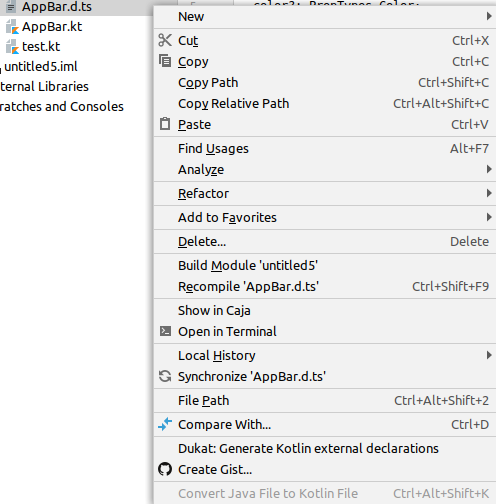 AppBar.d.ts
AppBar.kt
test.kt
untitled5.iml
ternal Libraries
ratches and Consoles
color?: PropTypes.Color;
New
Cut Ctrl+X
Copy Ctrl+C
Copy Path Ctrl+Shift+C
Copy Relative Path Ctrl+Alt+Shift+C
Paste Ctrl+V
Find Usages Alt+F7
Analyze
Refactor
Add to Favorites
Delete... Delete
Build Module 'untitled5'
Recompile 'AppBar.d.ts' Ctrl+Shift+F9
Show in Caja
Open in Terminal
Local History
Synchronize 'AppBar.d.ts'
File Path Ctrl+Alt+Shift+2
Compare With... Ctrl+D
Dukat: Generate Kotlin external declarations
Create Gist...
Convert Java File to Kotlin File Ctrl+Alt+Shift+K